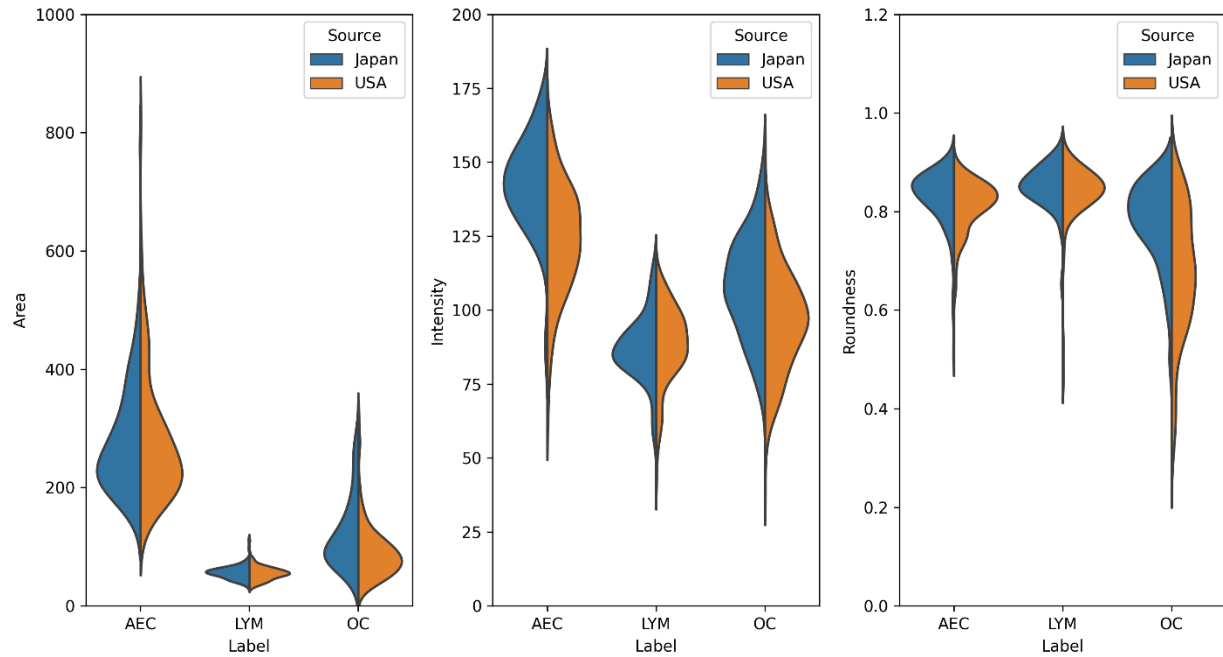 1000
800
600
400
200
0
Area
AEC
LYM
OC
Label
Source
Japan
USA
200
175
150
125
100
75
50
25
0
Intensity
AEC
LYM
OC
Label
Source
Japan
USA
1.2
1.0
0.8
0.6
0.4
0.2
0.0
Roundness
AEC
LYM
OC
Label
Source
Japan
USA